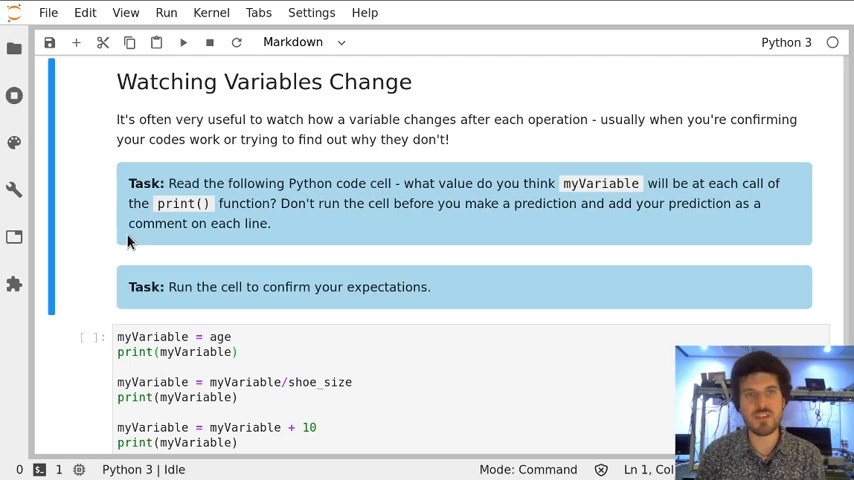 File Edit View Run Kernel Tabs Settings Help
Markdown Python 3
Watching Variables Change
It's often very useful to watch how a variable changes after each operation - usually when you're confirming
your codes work or trying to find out why they don't!
Task: Read the following Python code cell - what value do you think myVariable will be at each call of
the print() function? Don't run the cell before you make a prediction and add your prediction as a
comment on each line.
Task: Run the cell to confirm your expectations.
[ ]: myVariable = age
print(myVariable)
myVariable = myVariable/shoe_size
print(myVariable)
myVariable = myVariable + 10
print(myVariable)
0 1 Python 3 | Idle Mode: Command Ln 1, Col